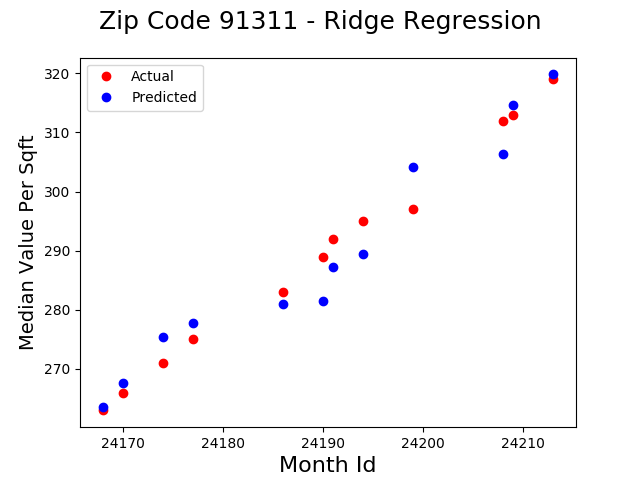 Zip Code 91311 - Ridge Regression
Actual
Predicted
Median Value Per Sqft
320
310
300
290
280
270
24170 24180 24190 24200 24210
Month Id